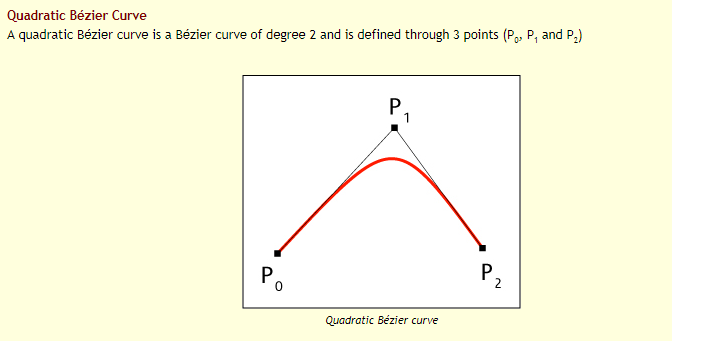 Quadratic Bézier Curve
A quadratic Bézier curve is a Bézier curve of degree 2 and is defined through 3 points (P₀, P₁ and P₂)
P₁
P₀
P₂
Quadratic Bézier curve